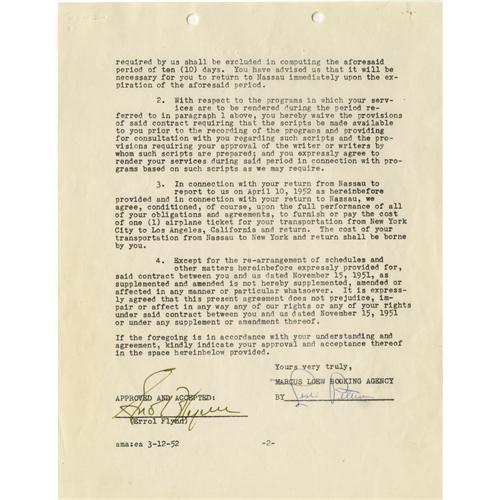 required by us shall be excluded in computing the aforesaid
period of ten (10) days. You have advised us that it will be
necessary for you to return to Nassau immediately upon the ex-
piration of the aforesaid period.
2. With respect to the programs in which your serv-
ices are to be rendered during the period re-
ferred to in paragraph 1 above, you hereby waive the provisions
of said contract requiring that the scripts be made available
to you prior to the recording of the programs and providing
for consultation with you regarding such scripts and the pro-
visions requiring your approval of the writer or writers by
whom such scripts are prepared; and you expressly agree to
render your services during said period in connection with pro-
grams based on such scripts as we may require.
3. In connection with your return from Nassau to
report to us on April 10, 1952 as hereinbefore
provided and in connection with your return to Nassau, we
agree, conditioned, of course, upon the full performance of all
of your obligations and agreements, to furnish or pay the cost
of one (1) airplane ticket for your transportation from New York
City to Los Angeles, California and return. The cost of your
transportation from Nassau to New York and return shall be borne
by you.
4. Except for the re-arrangement of schedules and
other matters hereinbefore expressly provided for,
said contract between you and us dated November 15, 1951, as
supplemented and amended is not hereby supplemented, amended or
affected in any manner or particular whatsoever. It is express-
ly agreed that this present agreement does not prejudice, im-
pair or affect in any way any of our rights or any of your rights
under said contract between you and us dated November 15, 1951
or under any supplement or amendment thereof.
If the foregoing is in accordance with your understanding and
agreement, kindly indicate your approval and acceptance thereof
in the space hereinbelow provided.
Yours very truly,
MARCUS LOEW BOOKING AGENCY
APPROVED AND ACCEPTED:
BY
Errol Flynn
(Errol Flynn)
ama:ea 3-12-52 -2-